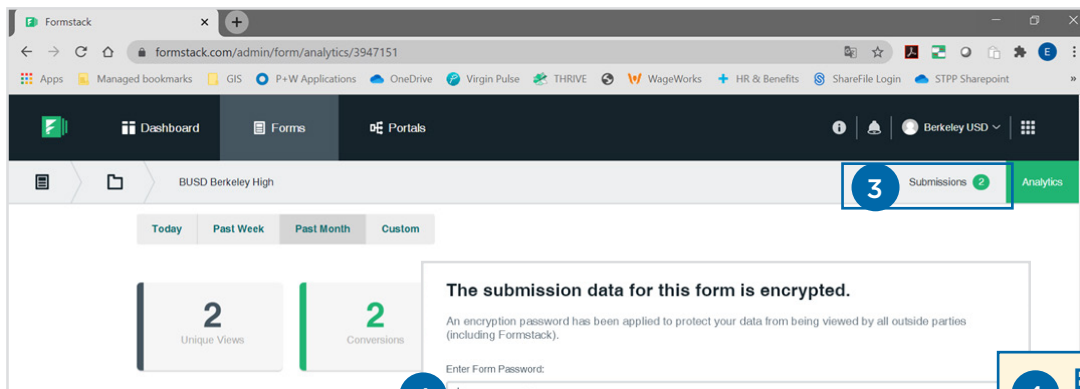 Formstack
formstack.com/admin/form/analytics/3947151
E
Apps Managed bookmarks GIS P+W Applications OneDrive Virgin Pulse THRIVE WageWorks HR & Benefits ShareFile Login STPP Sharepoint »
Dashboard Forms Portals Berkeley USD
BUSD Berkeley High 3 Submissions 2 Analytics
Today Past Week Past Month Custom
2
Unique Views
2
Conversions
The submission data for this form is encrypted.
An encryption password has been applied to protect your data from being viewed by all outside parties
(including Formstack).
Enter Form Password: